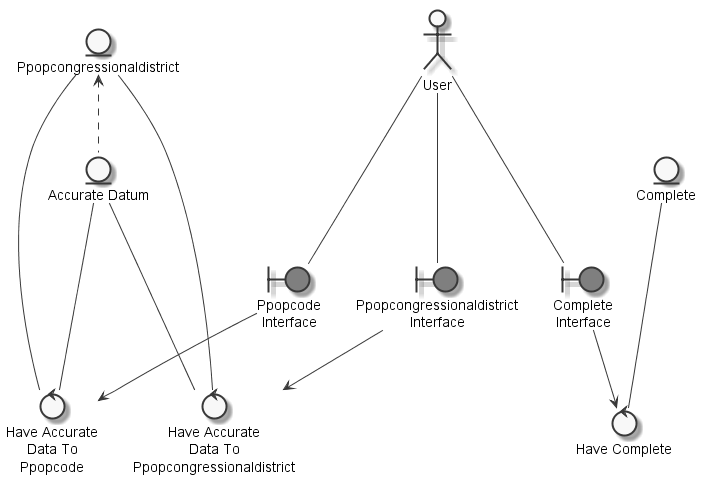 Ppopcongressionaldistrict
User
Accurate Datum
Complete
Ppopcode
Interface
Ppopcongressionaldistrict
Interface
Complete
Interface
Have Accurate
Data To
Ppopcode
Have Accurate
Data To
Ppopcongressionaldistrict
Have Complete